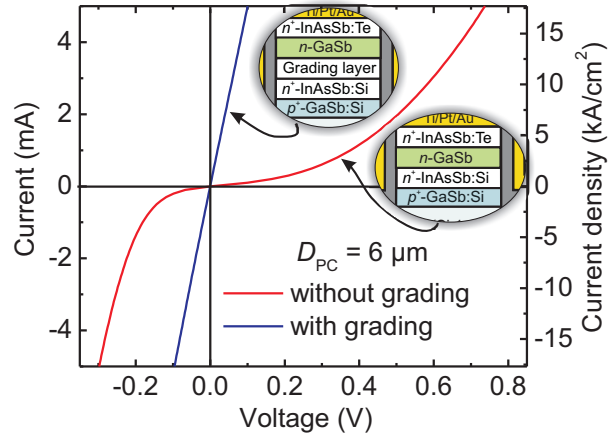 Ti/Pt/Au
n⁺-InAsSb:Te
n-GaSb
Grading layer
n⁺-InAsSb:Si
p⁺-GaSb:Si
Ti/Pt/Au
n⁺-InAsSb:Te
n-GaSb
n⁺-InAsSb:Si
p⁺-GaSb:Si
4
2
0
-2
-4
Current (mA)
15
10
5
0
-5
-10
-15
Current density (kA/cm²)
D_PC = 6 µm
without grading
with grading
-0.2 0.0 0.2 0.4 0.6 0.8
Voltage (V)